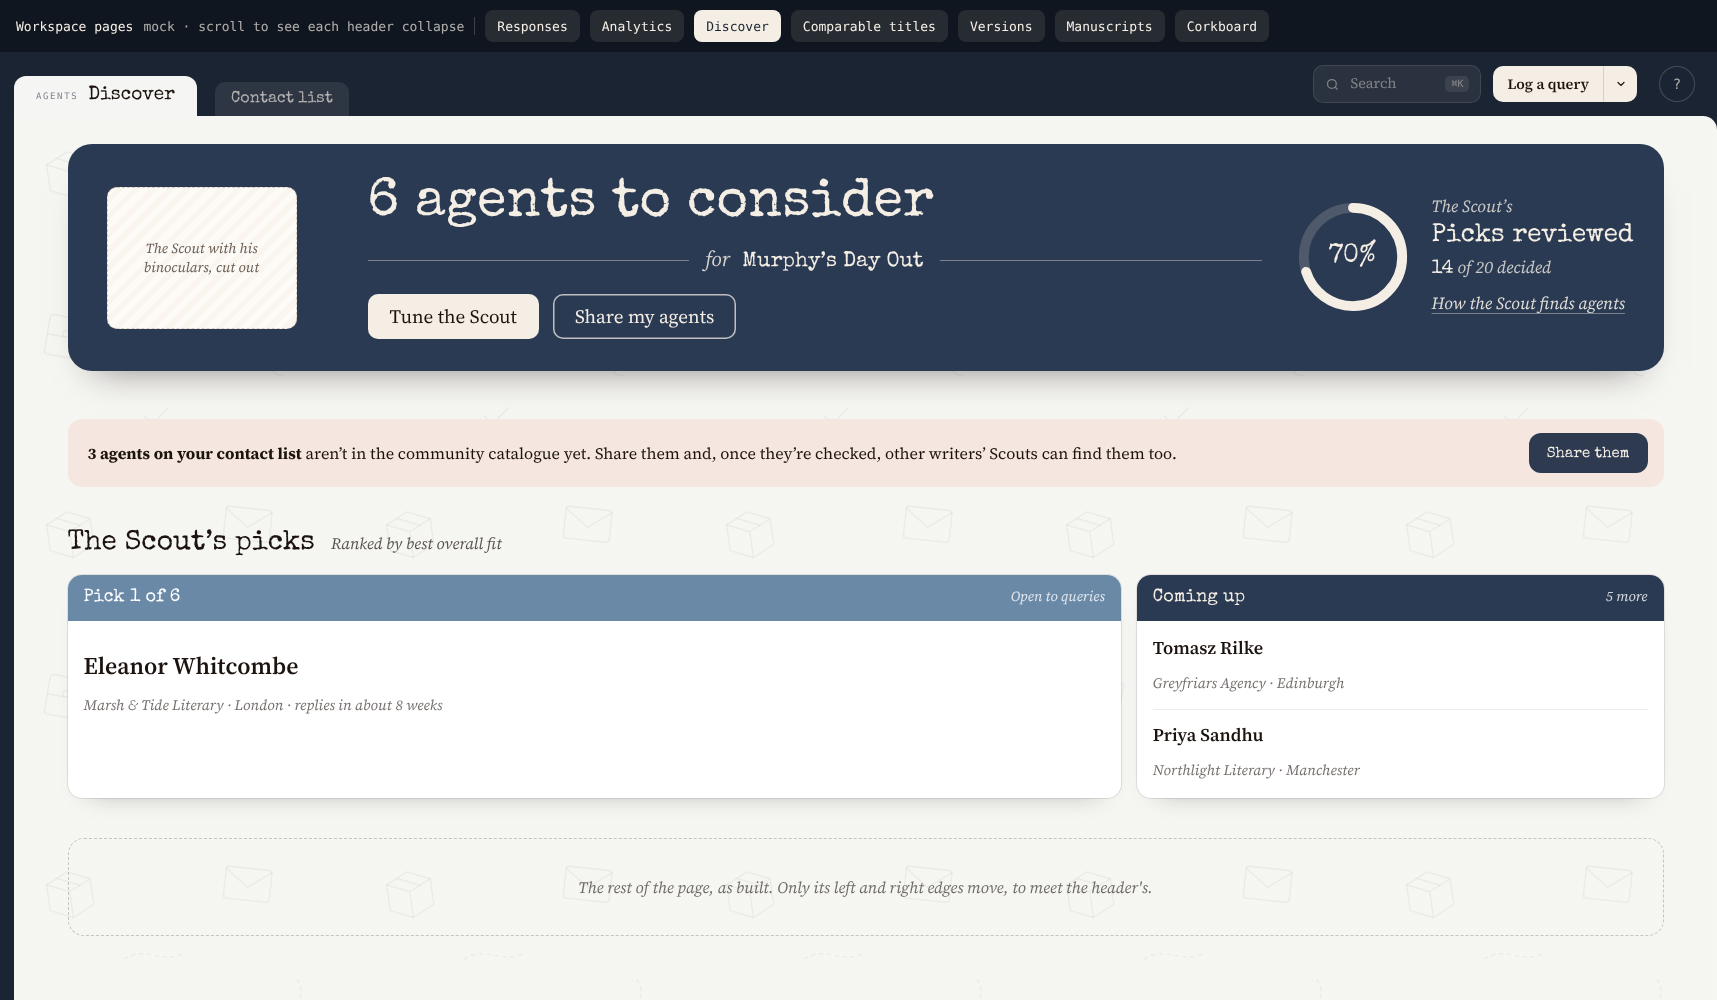 Workspace pages mock · scroll to see each header collapse Responses Analytics Discover Comparable titles Versions Manuscripts Corkboard
AGENTS Discover Contact list Search ⌘K Log a query ?
The Scout with his
binoculars, cut out
6 agents to consider
for Murphy’s Day Out
Tune the Scout Share my agents
70%
The Scout’s
Picks reviewed
14 of 20 decided
How the Scout finds agents
3 agents on your contact list aren’t in the community catalogue yet. Share them and, once they’re checked, other writers’ Scouts can find them too. Share them
The Scout’s picks Ranked by best overall fit
Pick 1 of 6 Open to queries
Eleanor Whitcombe
Marsh & Tide Literary · London · replies in about 8 weeks
Coming up 5 more
Tomasz Rilke
Greyfriars Agency · Edinburgh
Priya Sandhu
Northlight Literary · Manchester
The rest of the page, as built. Only its left and right edges move, to meet the header's.